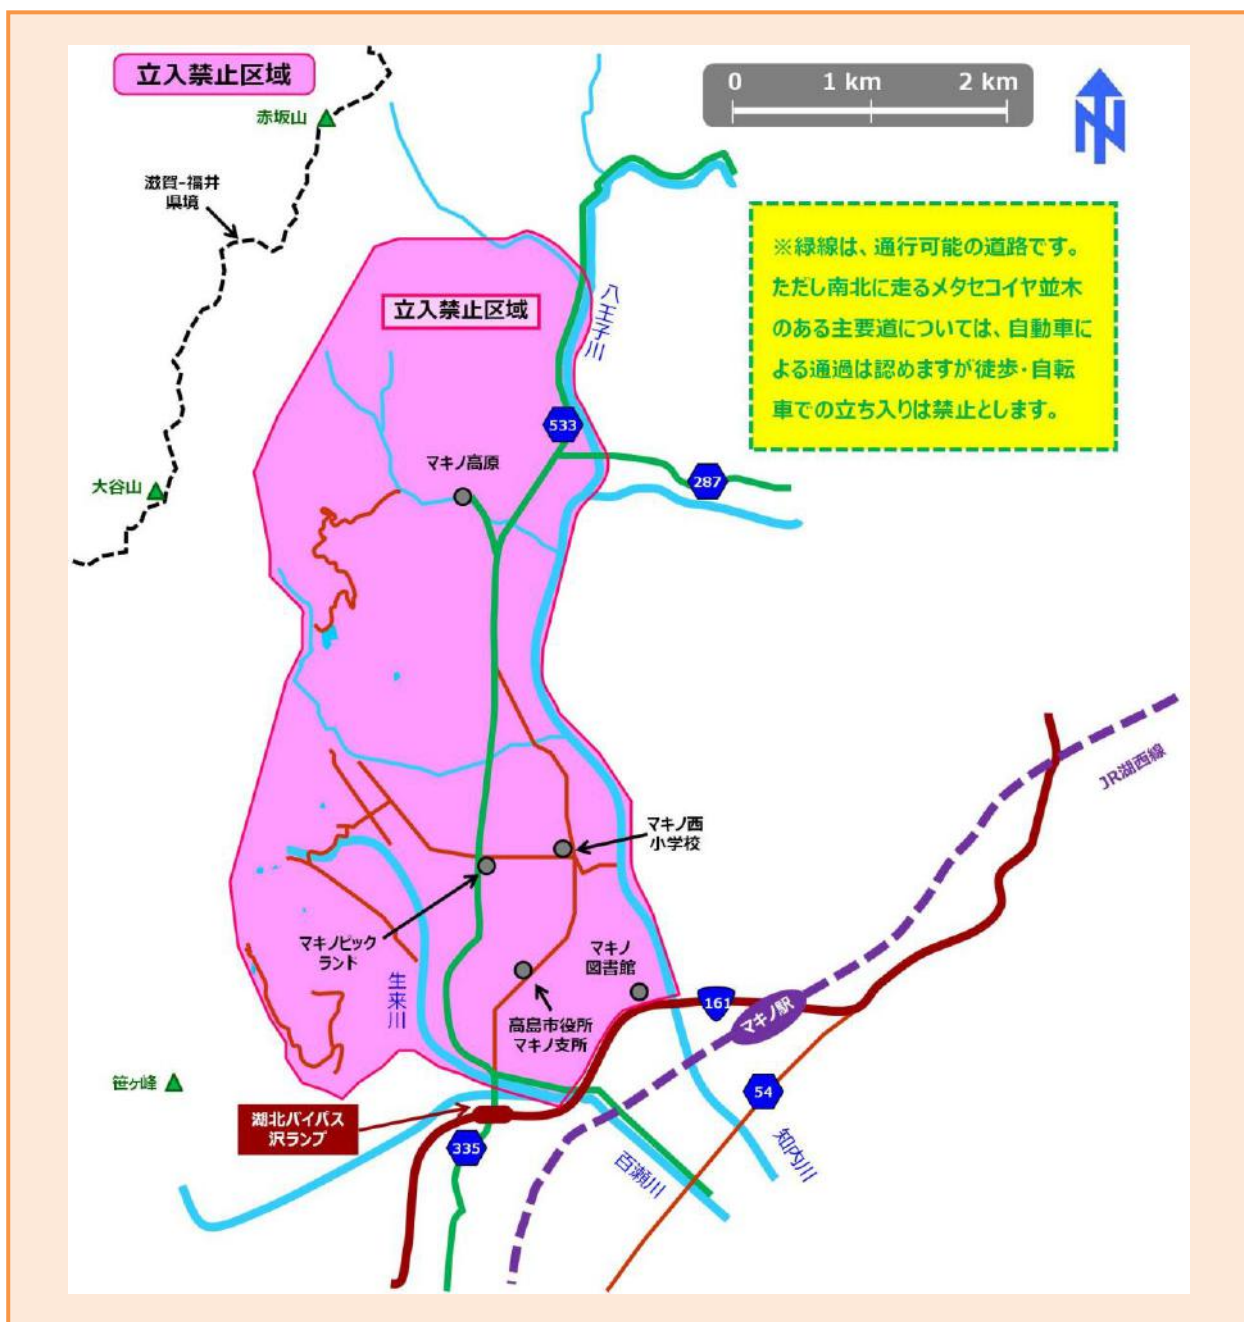 立入禁止区域
0 1 km 2 km
赤坂山
滋賀-福井
県境
※緑線は、通行可能の道路です。
ただし南北に走るメタセコイヤ並木
のある主要道については、自動車に
よる通過は認めますが徒歩・自転
車での立ち入りは禁止とします。
立入禁止区域
八王子川
533
マキノ高原
287
大谷山
JR湖西線
マキノ西
小学校
マキノピック
ランド
マキノ
図書館
生来川
161
マキノ駅
高島市役所
マキノ支所
笹ヶ峰
54
湖北バイパス
沢ランプ
335
百瀬川
知内川